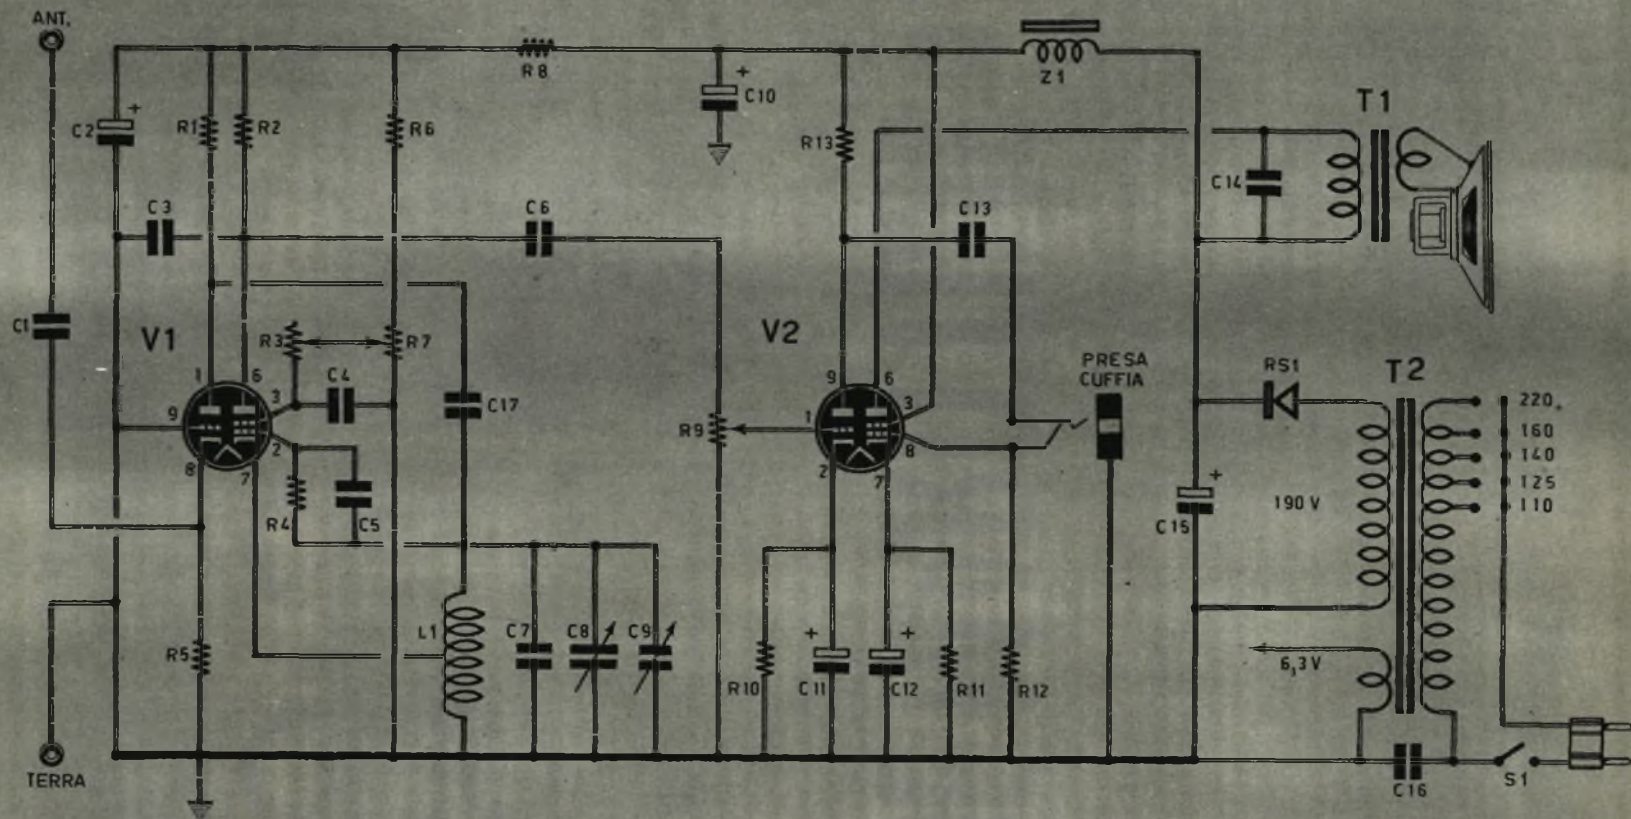 ANT.
R8
C10
+
Z1
T1
C2
+
R1
R2
R6
R13
C14
C3
C6
C13
C1
V1
R3
R7
V2
PRESA
CUFFIA
RS1
T2
1
6
3
C4
9
2
8
7
C17
R9
9
6
3
1
8
2
7
220
160
140
125
110
190 V
+
C15
R4
C5
R5
L1
C7
C8
C9
R10
+
C11
+
C12
R11
R12
6,3 V
TERRA
C16
S1